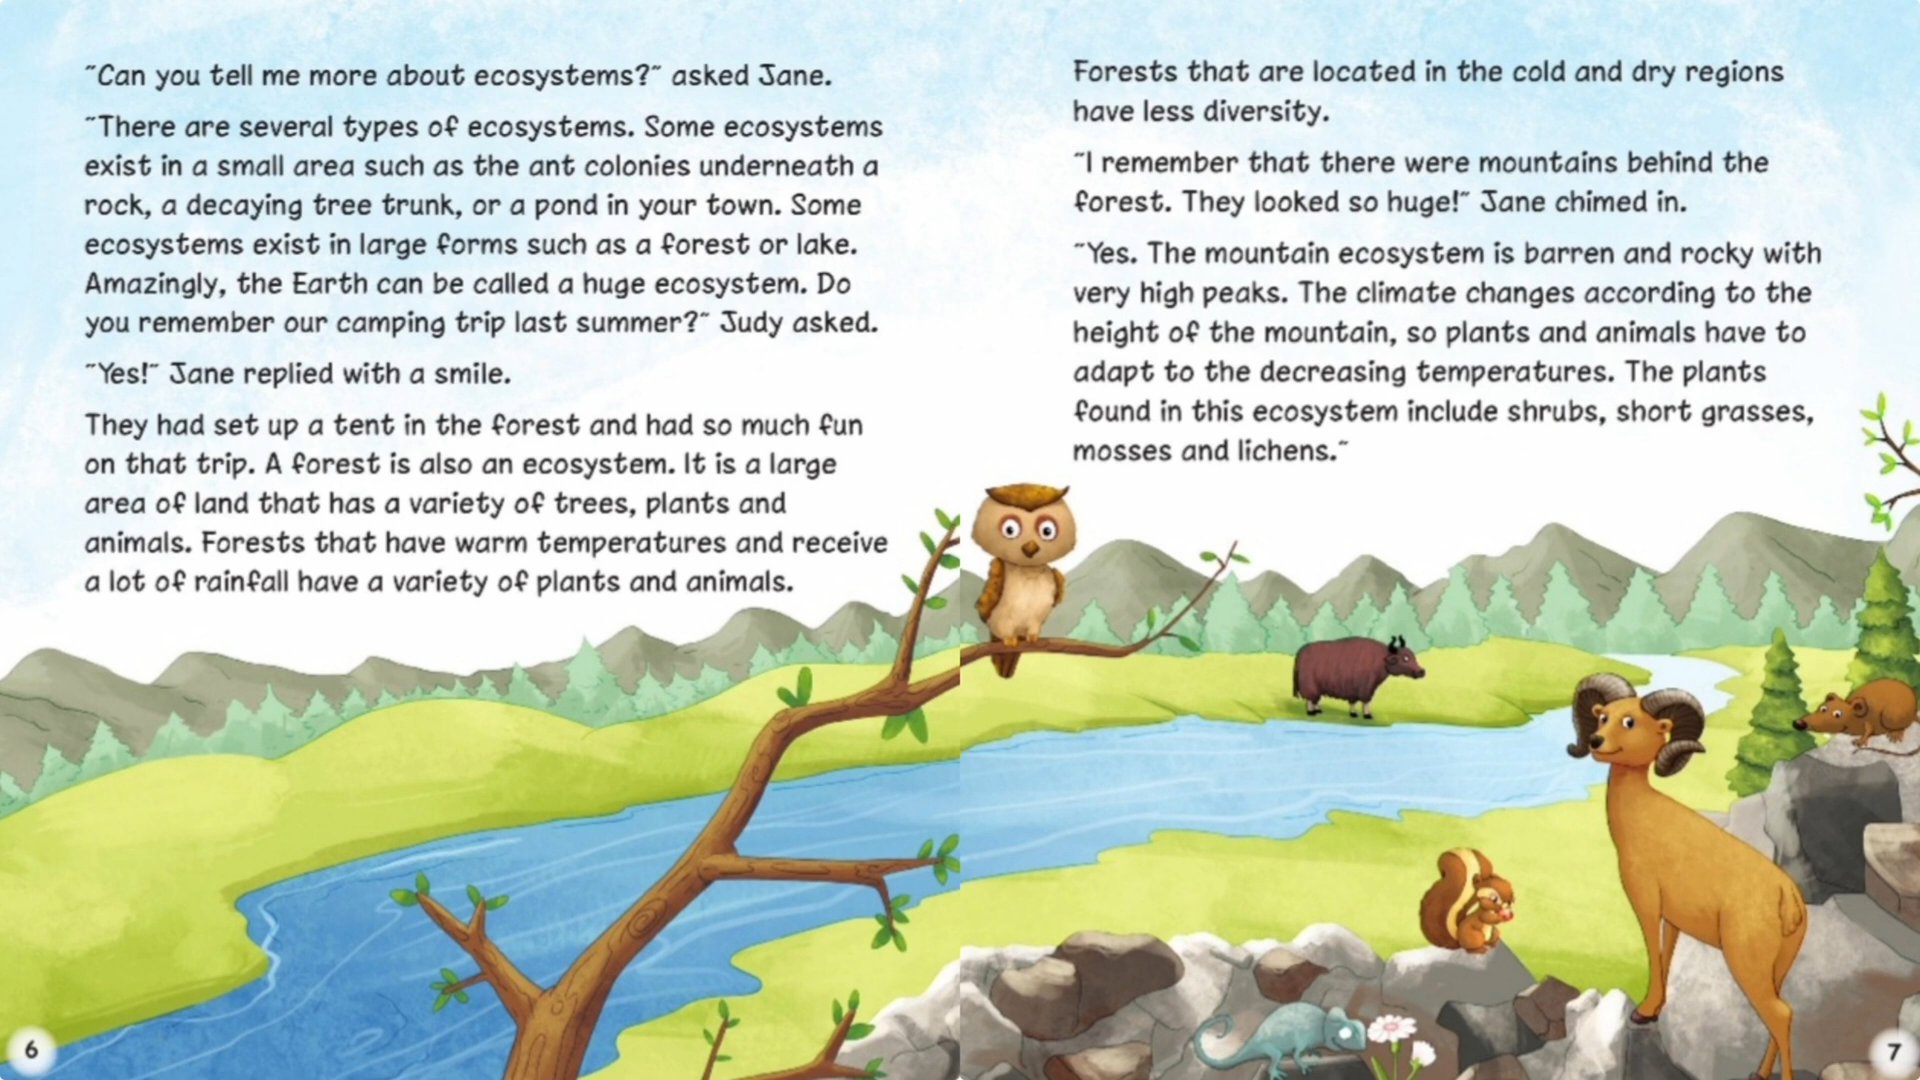 "Can you tell me more about ecosystems?" asked Jane.
"There are several types of ecosystems. Some ecosystems
exist in a small area such as the ant colonies underneath a
rock, a decaying tree trunk, or a pond in your town. Some
ecosystems exist in large forms such as a forest or lake.
Amazingly, the Earth can be called a huge ecosystem. Do
you remember our camping trip last summer?" Judy asked.
"Yes!" Jane replied with a smile.
They had set up a tent in the forest and had so much fun
on that trip. A forest is also an ecosystem. It is a large
area of land that has a variety of trees, plants and
animals. Forests that have warm temperatures and receive
a lot of rainfall have a variety of plants and animals.
6
Forests that are located in the cold and dry regions
have less diversity.
"I remember that there were mountains behind the
forest. They looked so huge!" Jane chimed in.
"Yes. The mountain ecosystem is barren and rocky with
very high peaks. The climate changes according to the
height of the mountain, so plants and animals have to
adapt to the decreasing temperatures. The plants
found in this ecosystem include shrubs, short grasses,
mosses and lichens."
7